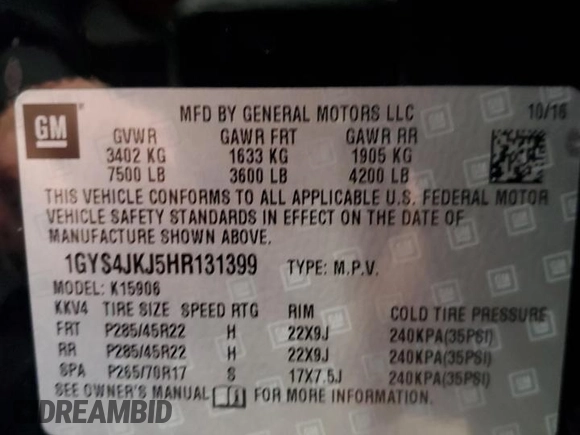 GM
MFD BY GENERAL MOTORS LLC 10/16
GVWR GAWR FRT GAWR RR
3402 KG 1633 KG 1905 KG
7500 LB 3600 LB 4200 LB
THIS VEHICLE CONFORMS TO ALL APPLICABLE U.S. FEDERAL MOTOR
VEHICLE SAFETY STANDARDS IN EFFECT ON THE DATE OF
MANUFACTURE SHOWN ABOVE.
1GYS4JKJ5HR131399 TYPE: M.P.V.
MODEL: K15906
KKV4 TIRE SIZE SPEED RTG RIM COLD TIRE PRESSURE
FRT P285/45R22 H 22X9J 240KPA(35PSI)
RR P285/45R22 H 22X9J 240KPA(35PSI)
SPA P265/70R17 S 17X7.5J 240KPA(35PSI)
SEE OWNER'S MANUAL FOR MORE INFORMATION.
DREAMBID